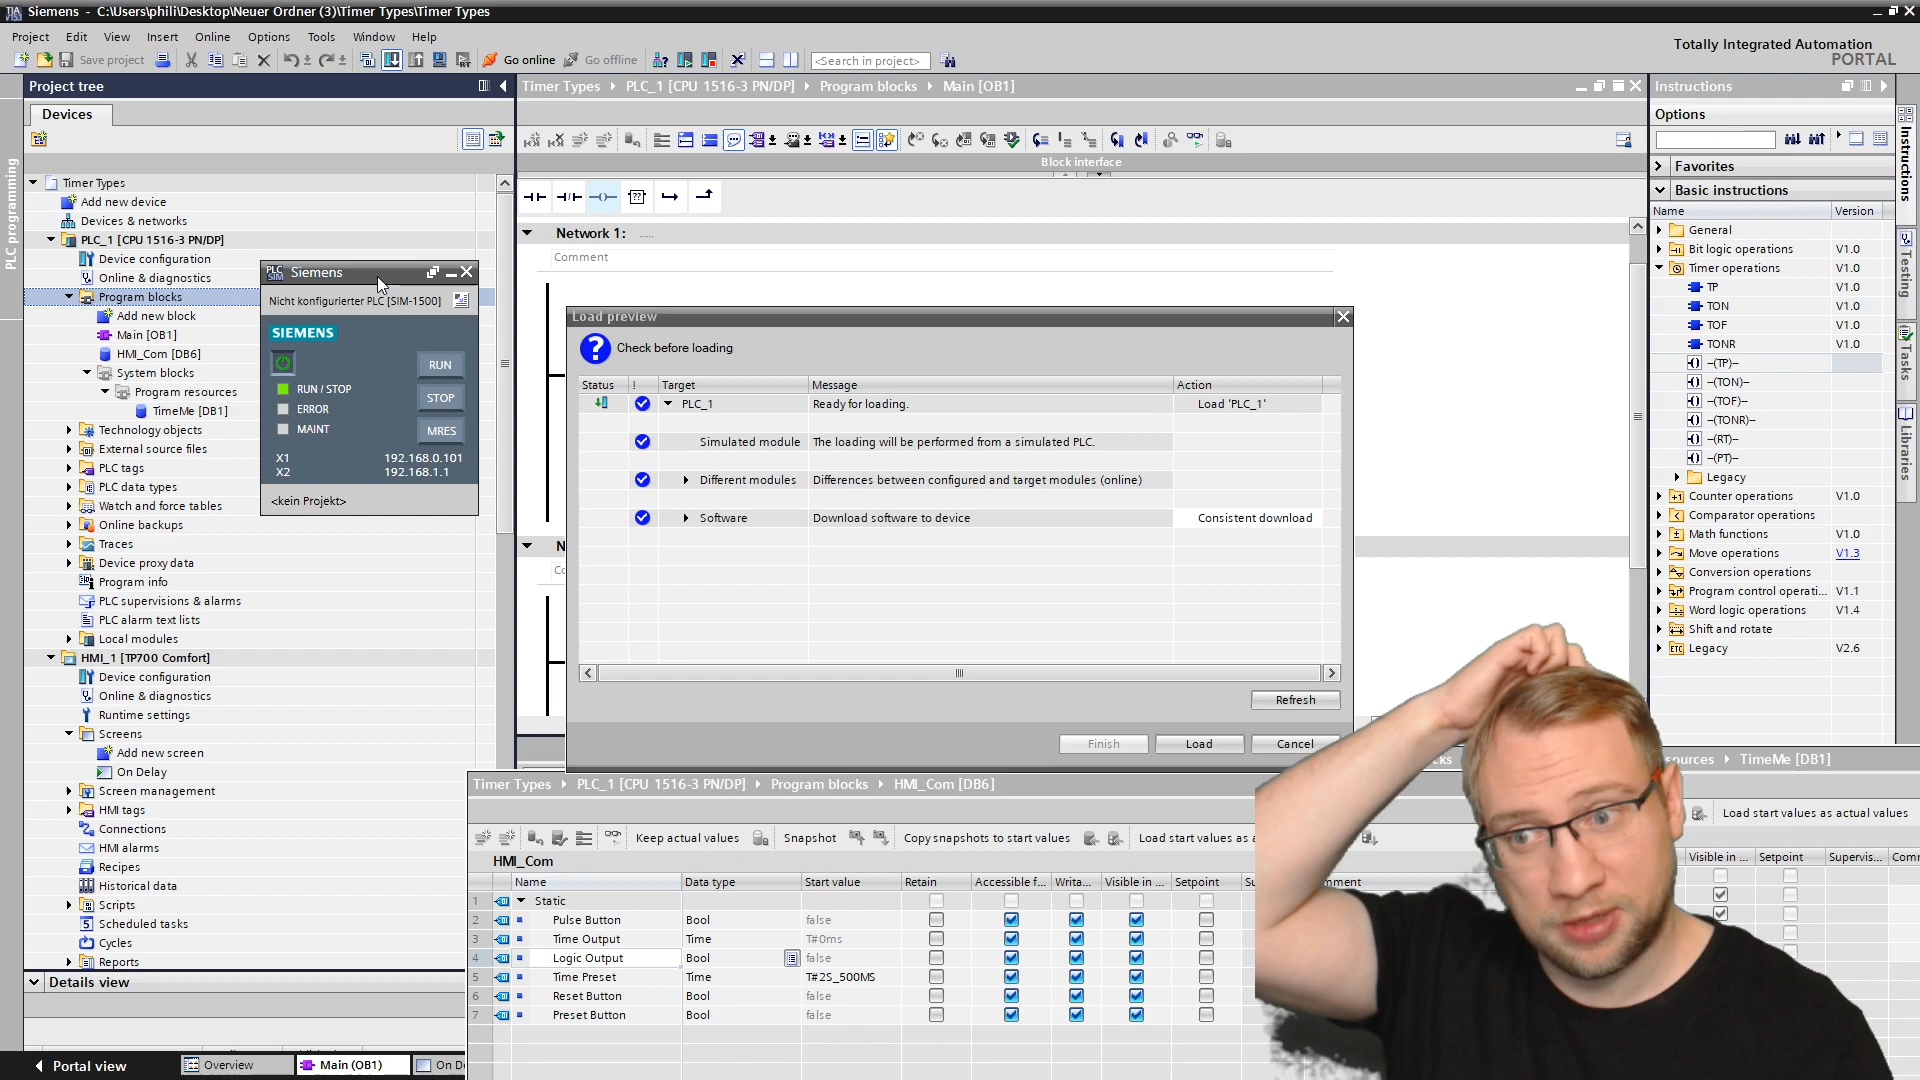 Siemens - C:\Users\phili\Desktop\Neuer Ordner (3)\Timer Types\Timer Types
Project Edit View Insert Online Options Tools Window Help
Totally Integrated Automation
PORTAL
Save project
Go online
Go offline
<Search in project>
Project tree
Devices
PLC programming
Timer Types
Add new device
Devices & networks
PLC_1 [CPU 1516-3 PN/DP]
Device configuration
Online & diagnostics
Program blocks
Add new block
Main [OB1]
HMI_Com [DB6]
System blocks
Program resources
TimeMe [DB1]
Technology objects
External source files
PLC tags
PLC data types
Watch and force tables
Online backups
Traces
Device proxy data
Program info
PLC supervisions & alarms
PLC alarm text lists
Local modules
HMI_1 [TP700 Comfort]
Device configuration
Online & diagnostics
Runtime settings
Screens
Add new screen
On Delay
Screen management
HMI tags
Connections
HMI alarms
Recipes
Historical data
Scripts
Scheduled tasks
Cycles
Reports
Details view
Portal view
Overview
Main (OB1)
On D
PLC SIM Siemens
Nicht konfigurierter PLC [SIM-1500]
SIEMENS
RUN
RUN / STOP
STOP
ERROR
MAINT
MRES
X1 192.168.0.101
X2 192.168.1.1
<kein Projekt>
Timer Types PLC_1 [CPU 1516-3 PN/DP] Program blocks Main [OB1]
Block interface
Network 1: .....
Comment
N
Co
Load preview
Check before loading
Status ! Target Message Action
PLC_1 Ready for loading. Load 'PLC_1'
Simulated module The loading will be performed from a simulated PLC.
Different modules Differences between configured and target modules (online)
Software Download software to device Consistent download
Refresh
Finish Load Cancel
Timer Types PLC_1 [CPU 1516-3 PN/DP] Program blocks HMI_Com [DB6]
Keep actual values Snapshot Copy snapshots to start values Load start values as a
HMI_Com
Name Data type Start value Retain Accessible f... Writa... Visible in ... Setpoint Su mment
1 Static
2 Pulse Button Bool false
3 Time Output Time T#0ms
4 Logic Output Bool false
5 Time Preset Time T#2S_500MS
6 Reset Button Bool false
7 Preset Button Bool false
cks
sources TimeMe [DB1]
Load start values as actual values
Visible in ... Setpoint Supervis... Comm
Instructions
Options
Favorites
Basic instructions
Name Version
General
Bit logic operations V1.0
Timer operations V1.0
TP V1.0
TON V1.0
TOF V1.0
TONR V1.0
-(TP)-
-(TON)-
-(TOF)-
-(TONR)-
-(RT)-
-(PT)-
Legacy
Counter operations V1.0
Comparator operations
Math functions V1.0
Move operations V1.3
Conversion operations
Program control operati... V1.1
Word logic operations V1.4
Shift and rotate
Legacy V2.6
Instructions
Testing
Tasks
Libraries